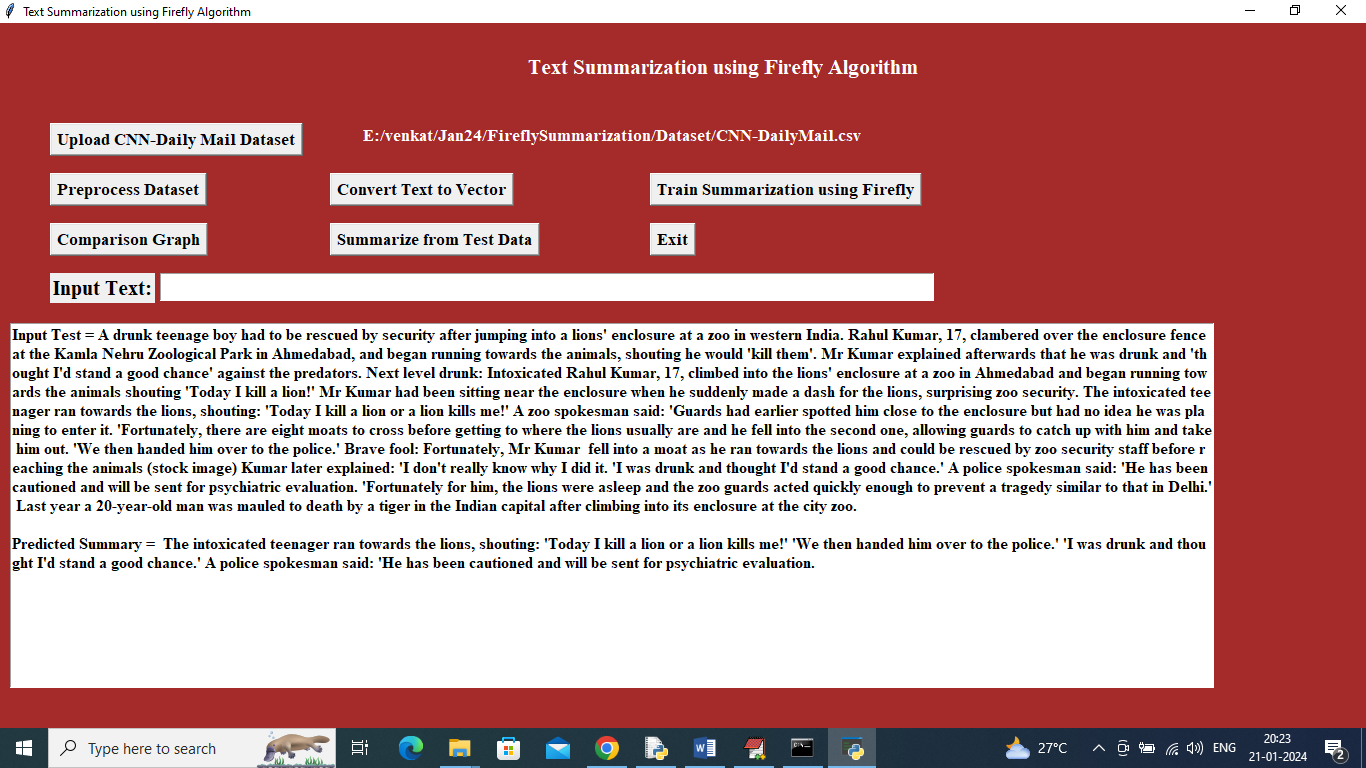 Text Summarization using Firefly Algorithm
Text Summarization using Firefly Algorithm
Upload CNN-Daily Mail Dataset
E:/venkat/Jan24/FireflySummarization/Dataset/CNN-DailyMail.csv
Preprocess Dataset
Convert Text to Vector
Train Summarization using Firefly
Comparison Graph
Summarize from Test Data
Exit
Input Text:
Input Test = A drunk teenage boy had to be rescued by security after jumping into a lions' enclosure at a zoo in western India. Rahul Kumar, 17, clambered over the enclosure fence
at the Kamla Nehru Zoological Park in Ahmedabad, and began running towards the animals, shouting he would 'kill them'. Mr Kumar explained afterwards that he was drunk and 'th
ought I'd stand a good chance' against the predators. Next level drunk: Intoxicated Rahul Kumar, 17, climbed into the lions' enclosure at a zoo in Ahmedabad and began running tow
ards the animals shouting 'Today I kill a lion!' Mr Kumar had been sitting near the enclosure when he suddenly made a dash for the lions, surprising zoo security. The intoxicated tee
nager ran towards the lions, shouting: 'Today I kill a lion or a lion kills me!' A zoo spokesman said: 'Guards had earlier spotted him close to the enclosure but had no idea he was pla
ning to enter it. 'Fortunately, there are eight moats to cross before getting to where the lions usually are and he fell into the second one, allowing guards to catch up with him and take
him out. 'We then handed him over to the police.' Brave fool: Fortunately, Mr Kumar  fell into a moat as he ran towards the lions and could be rescued by zoo security staff before r
eaching the animals (stock image) Kumar later explained: 'I don't really know why I did it. 'I was drunk and thought I'd stand a good chance.' A police spokesman said: 'He has been
cautioned and will be sent for psychiatric evaluation. 'Fortunately for him, the lions were asleep and the zoo guards acted quickly enough to prevent a tragedy similar to that in Delhi.'
Last year a 20-year-old man was mauled to death by a tiger in the Indian capital after climbing into its enclosure at the city zoo.
Predicted Summary =  The intoxicated teenager ran towards the lions, shouting: 'Today I kill a lion or a lion kills me!' 'We then handed him over to the police.' 'I was drunk and thou
ght I'd stand a good chance.' A police spokesman said: 'He has been cautioned and will be sent for psychiatric evaluation.
Type here to search
27°C
ENG
20:23
21-01-2024
2